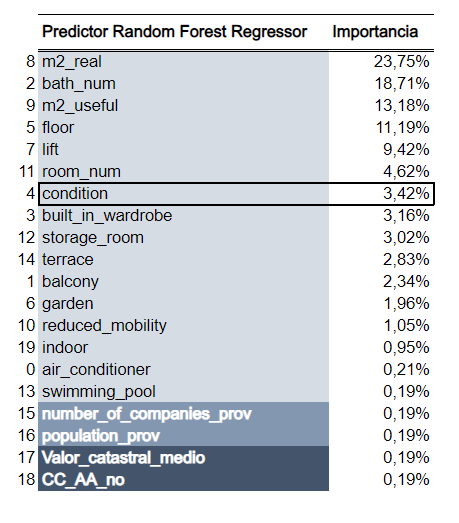 Predictor Random Forest Regressor Importancia
8 m2_real 23,75%
2 bath_num 18,71%
9 m2_useful 13,18%
5 floor 11,19%
7 lift 9,42%
11 room_num 4,62%
4 condition 3,42%
3 built_in_wardrobe 3,16%
12 storage_room 3,02%
14 terrace 2,83%
1 balcony 2,34%
6 garden 1,96%
10 reduced_mobility 1,05%
19 indoor 0,95%
0 air_conditioner 0,21%
13 swimming_pool 0,19%
15 number_of_companies_prov 0,19%
16 population_prov 0,19%
17 Valor_catastral_medio 0,19%
18 CC_AA_no 0,19%